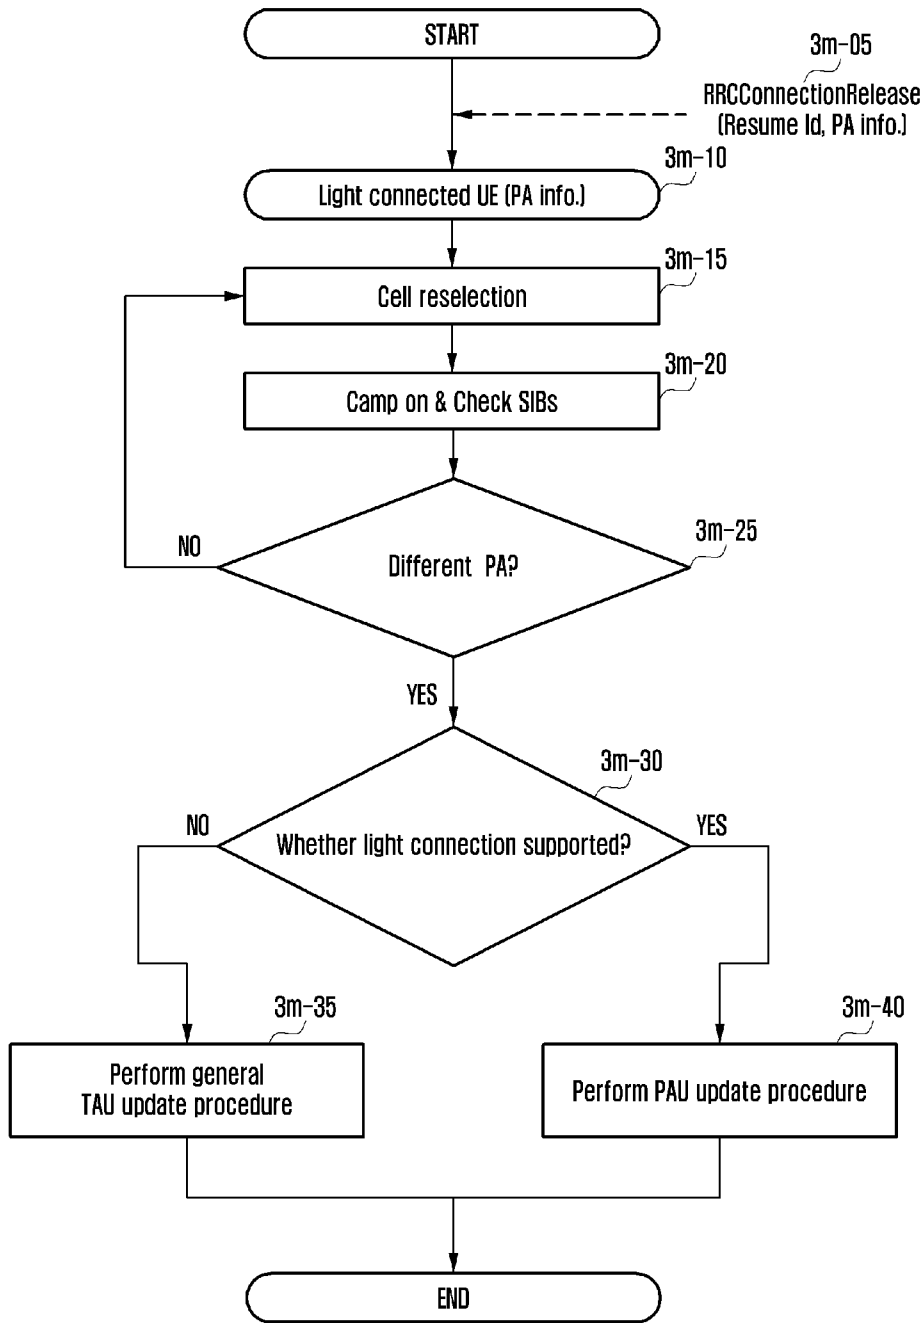 START
3m-05
RRCConnectionRelease
(Resume Id, PA info.)
3m-10
Light connected UE (PA info.)
3m-15
Cell reselection
3m-20
Camp on & Check SIBs
3m-25
NO
Different PA?
YES
3m-30
NO
YES
Whether light connection supported?
3m-35
3m-40
Perform general
TAU update procedure
Perform PAU update procedure
END